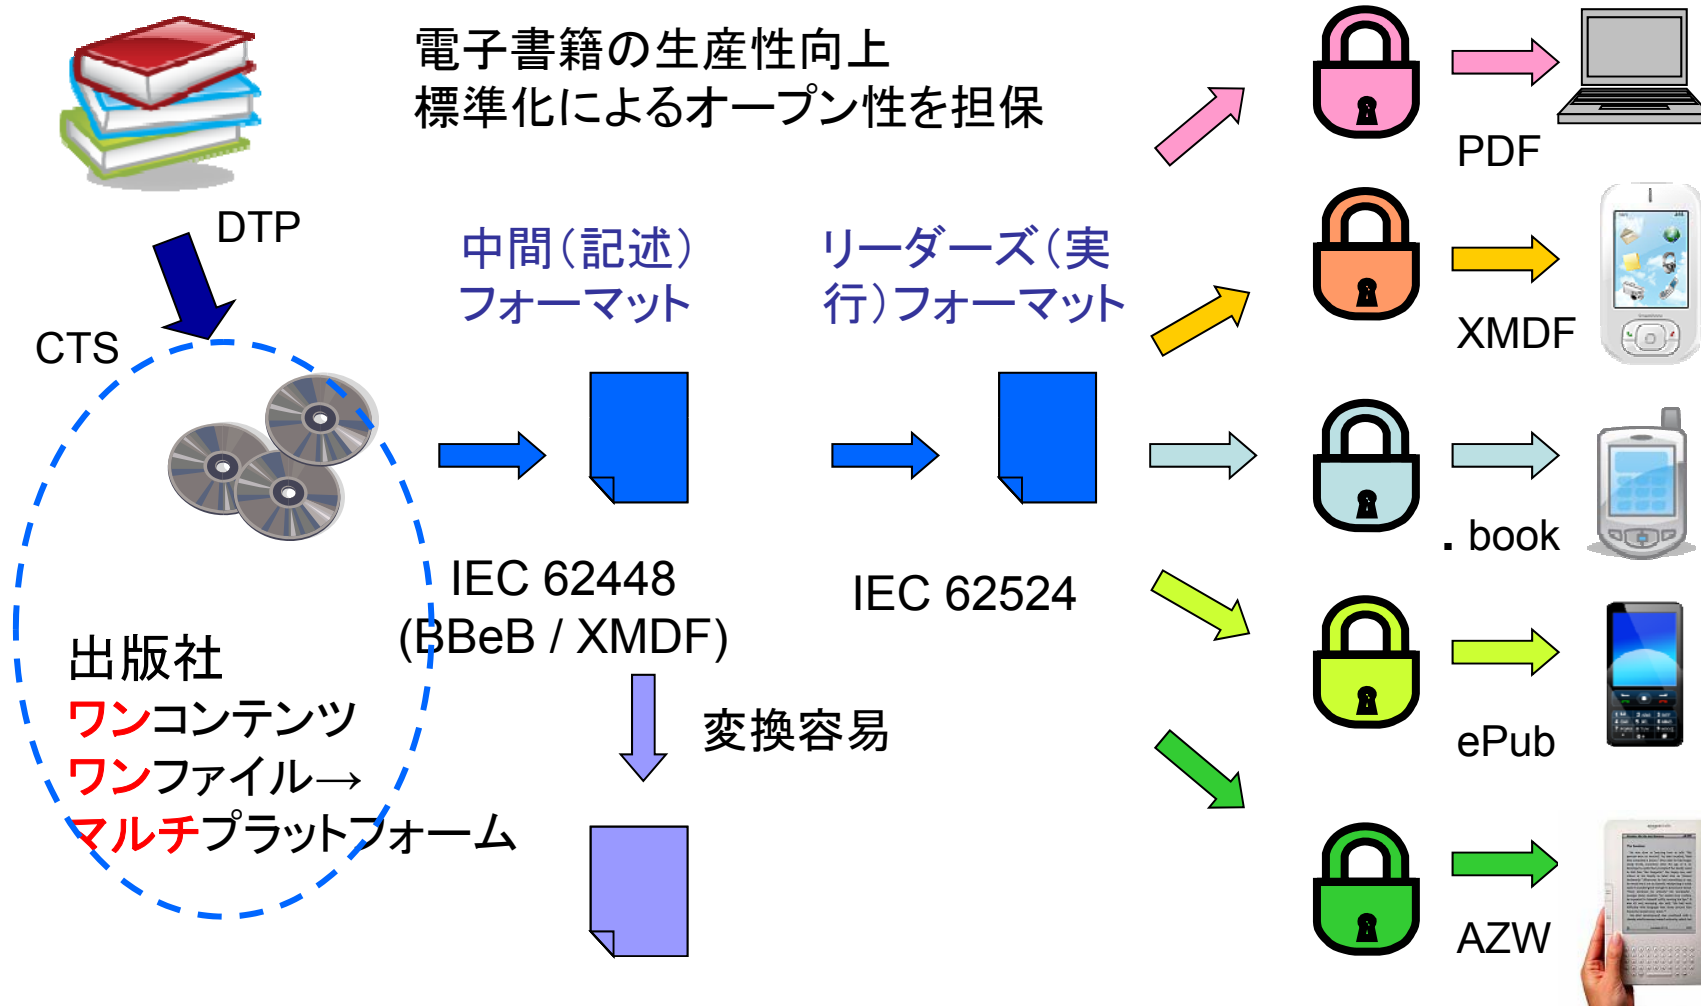 電子書籍の生産性向上
標準化によるオープン性を担保
DTP
CTS
中間（記述）
フォーマット
リーダーズ（実
行）フォーマット
IEC 62448
(BBeB / XMDF)
IEC 62524
変換容易
出版社
ワンコンテンツ
ワンファイル→
マルチプラットフォーム
PDF
XMDF
. book
ePub
AZW